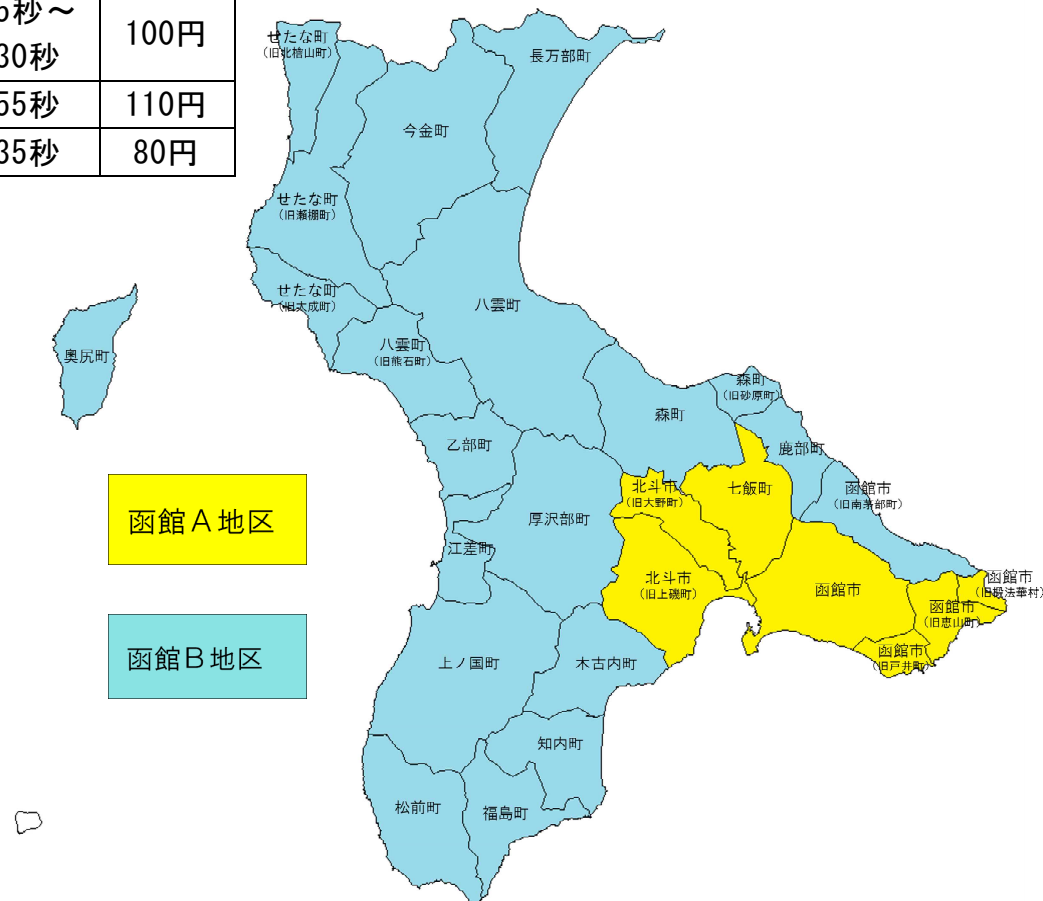 5秒～
30秒
100円
55秒
110円
35秒
80円
せたな町
（旧北檜山町）
長万部町
今金町
せたな町
（旧瀬棚町）
せたな町
（旧大成町）
八雲町
奥尻町
八雲町
（旧熊石町）
森町
（旧砂原町）
森町
乙部町
鹿部町
北斗市
（旧大野町）
七飯町
函館市
（旧南茅部町）
函館A地区
厚沢部町
江差町
北斗市
（旧上磯町）
函館市
函館市
（旧椴法華村）
函館市
（旧恵山町）
函館B地区
上ノ国町
木古内町
函館市
（旧戸井町）
知内町
松前町
福島町